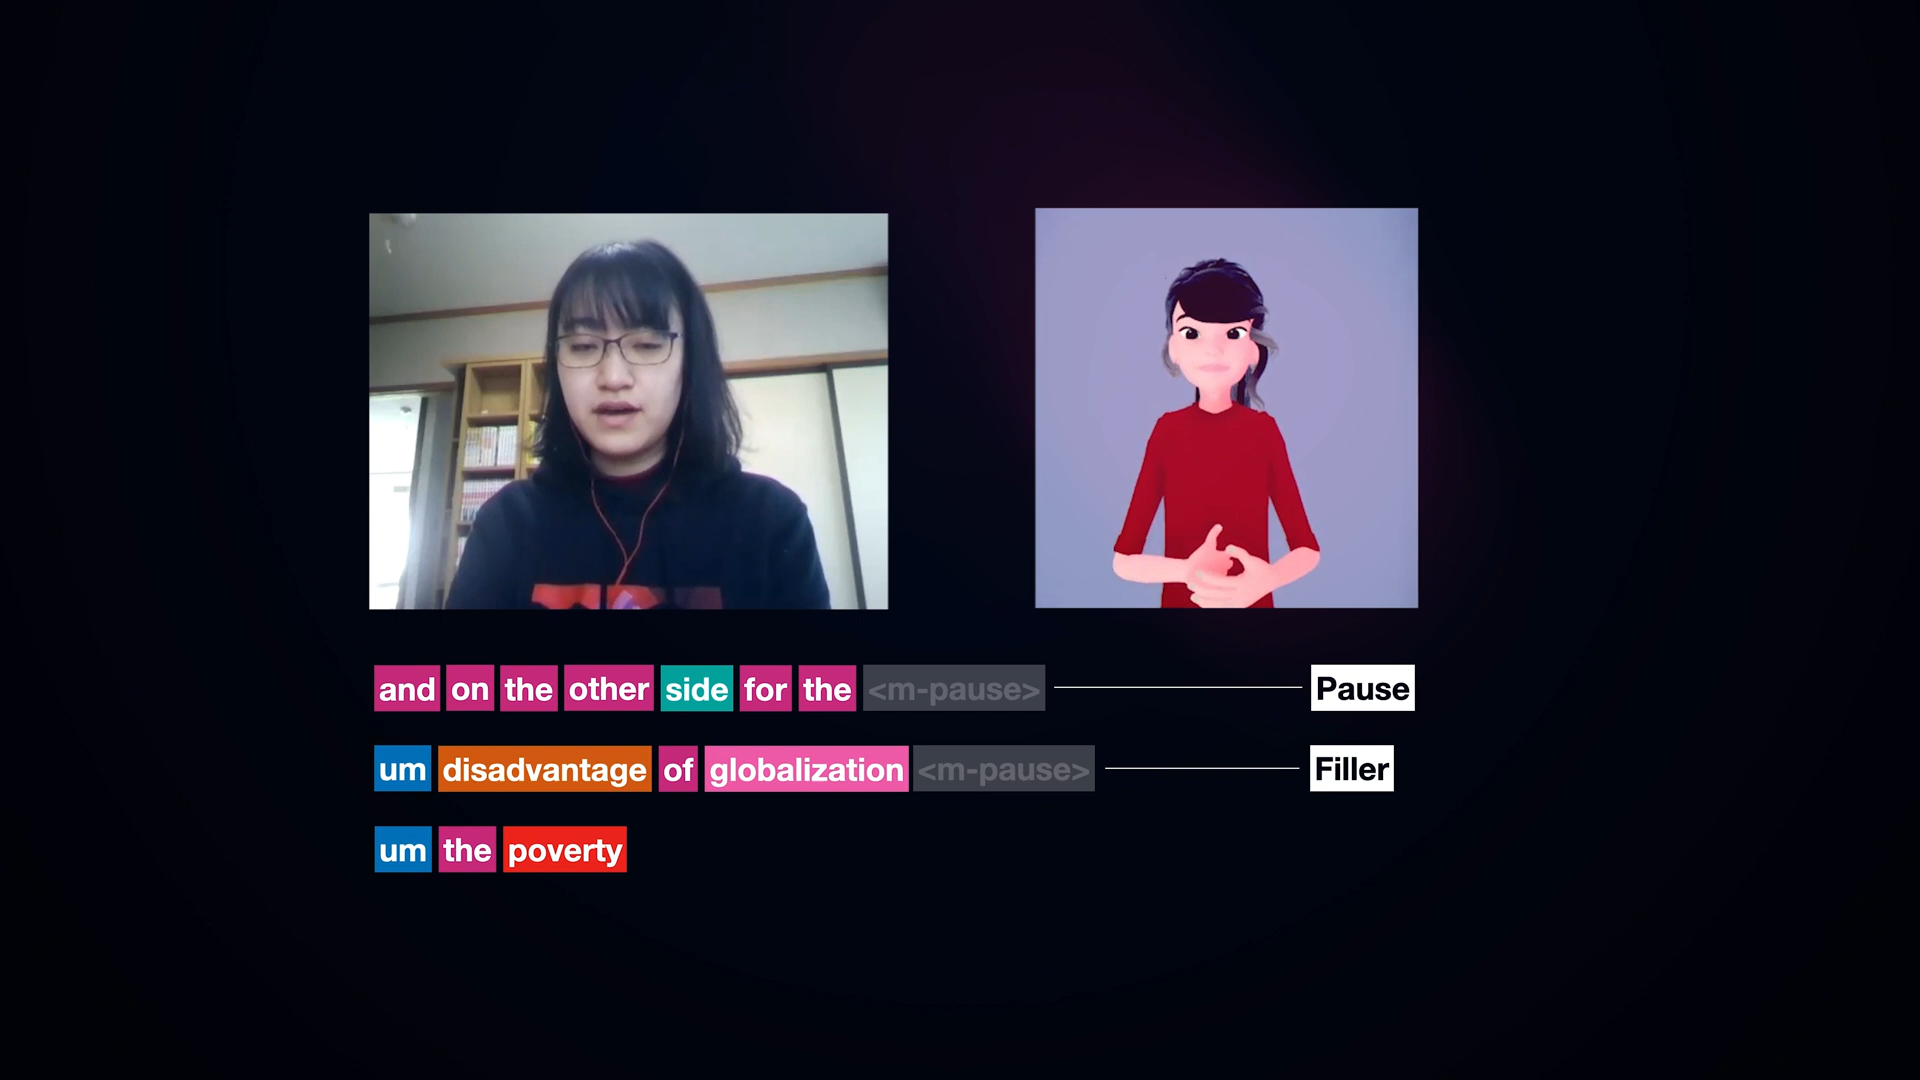 and on the other side for the <m-pause> Pause
um disadvantage of globalization <m-pause> Filler
um the poverty